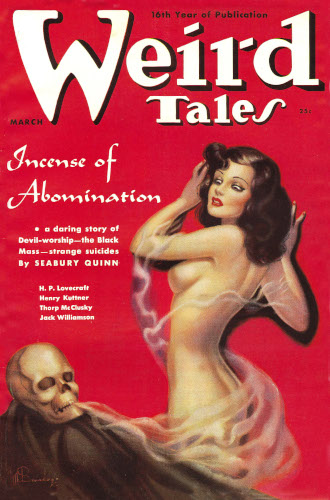 16th Year of Publication
Weird
Tales
MARCH
25¢
Incense of
Abomination
• a daring story of
Devil-worship—the Black
Mass—strange suicides
By SEABURY QUINN
H. P. Lovecraft
Henry Kuttner
Thorp McClusky
Jack Williamson